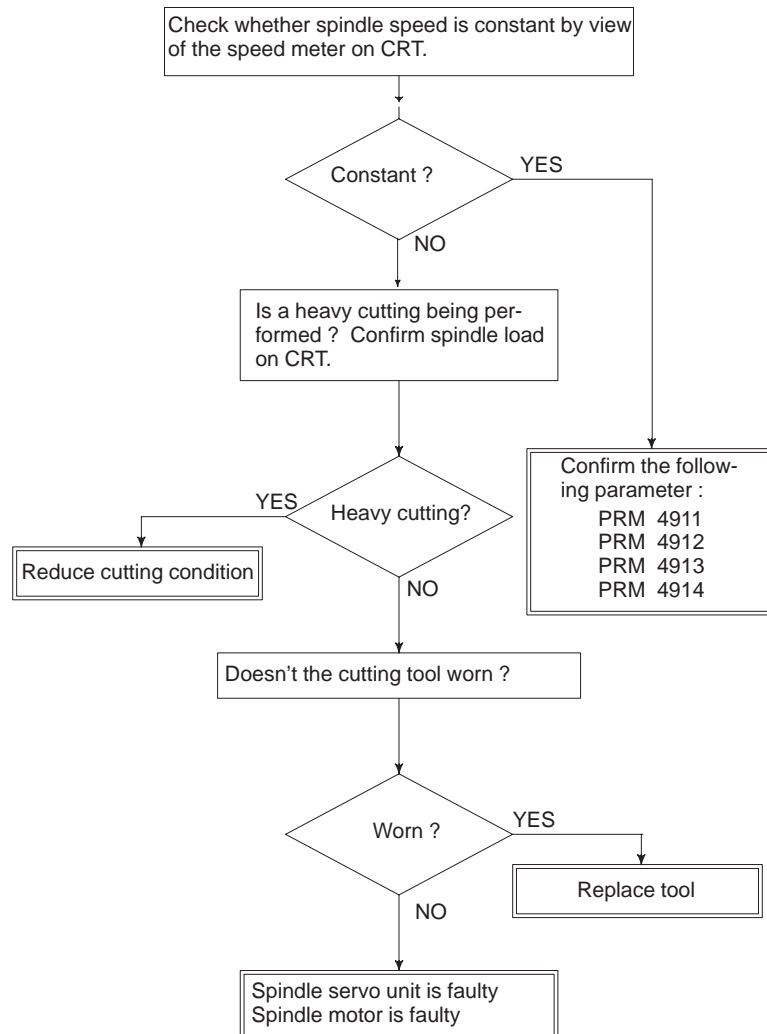 Check whether spindle speed is constant by view
of the speed meter on CRT.
Constant ?
YES
NO
Is a heavy cutting being per-
formed ?  Confirm spindle load
on CRT.
Confirm the follow-
ing parameter :
PRM  4911
PRM  4912
PRM  4913
PRM  4914
YES
Heavy cutting?
Reduce cutting condition
NO
Doesn't the cutting tool worn ?
Worn ?
YES
Replace tool
NO
Spindle servo unit is faulty
Spindle motor is faulty